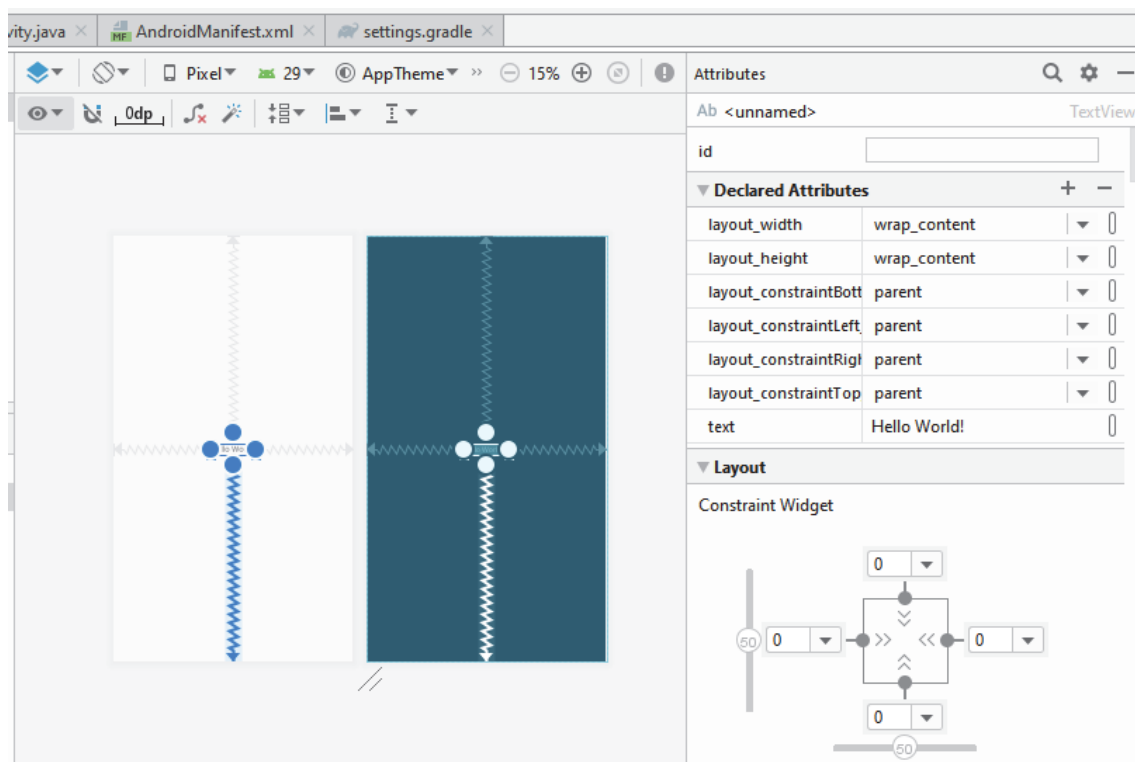 vity.java AndroidManifest.xml settings.gradle
Pixel 29 AppTheme 15% Attributes
0dp Ab <unnamed> TextView
id
Declared Attributes
layout_width wrap_content
layout_height wrap_content
layout_constraintBott parent
layout_constraintLeft_ parent
layout_constraintRigh parent
layout_constraintTop parent
text Hello World!
Layout
Constraint Widget
0
50 0 0
0
50